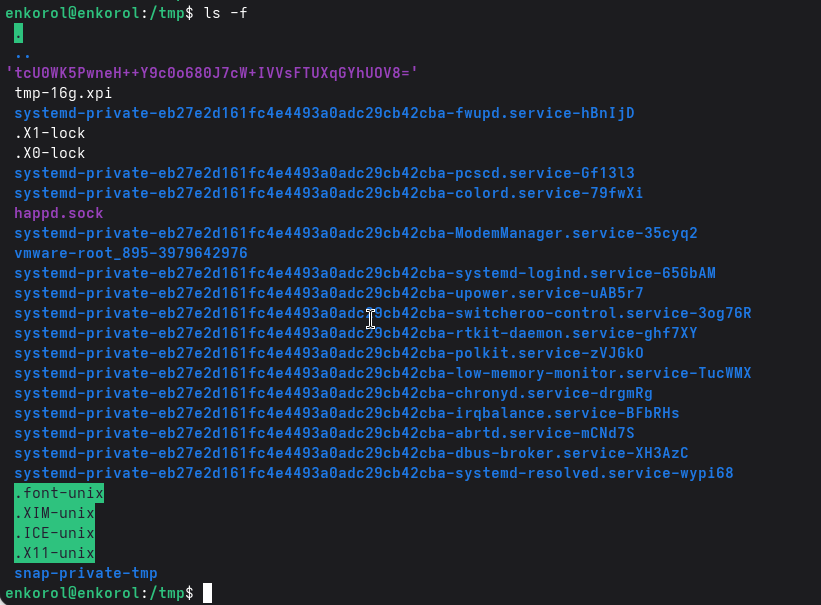 enkorol@enkorol:/tmp$ ls -f
.
..
'tcU0WK5PwneH++Y9c0o680J7cW+IVVsFTUXqGYhUOV8='
tmp-16g.xpi
systemd-private-eb27e2d161fc4e4493a0adc29cb42cba-fwupd.service-hBnIjD
.X1-lock
.X0-lock
systemd-private-eb27e2d161fc4e4493a0adc29cb42cba-pcscd.service-Gf13l3
systemd-private-eb27e2d161fc4e4493a0adc29cb42cba-colord.service-79fwXi
happd.sock
systemd-private-eb27e2d161fc4e4493a0adc29cb42cba-ModemManager.service-35cyq2
vmware-root_895-3979642976
systemd-private-eb27e2d161fc4e4493a0adc29cb42cba-systemd-logind.service-65GbAM
systemd-private-eb27e2d161fc4e4493a0adc29cb42cba-upower.service-uAB5r7
systemd-private-eb27e2d161fc4e4493a0adc29cb42cba-switcheroo-control.service-3og76R
systemd-private-eb27e2d161fc4e4493a0adc29cb42cba-rtkit-daemon.service-ghf7XY
systemd-private-eb27e2d161fc4e4493a0adc29cb42cba-polkit.service-zVJGkO
systemd-private-eb27e2d161fc4e4493a0adc29cb42cba-low-memory-monitor.service-TucWMX
systemd-private-eb27e2d161fc4e4493a0adc29cb42cba-chronyd.service-drgmRg
systemd-private-eb27e2d161fc4e4493a0adc29cb42cba-irqbalance.service-BFbRHs
systemd-private-eb27e2d161fc4e4493a0adc29cb42cba-abrtd.service-mCNd7S
systemd-private-eb27e2d161fc4e4493a0adc29cb42cba-dbus-broker.service-XH3AzC
systemd-private-eb27e2d161fc4e4493a0adc29cb42cba-systemd-resolved.service-wypi68
.font-unix
.XIM-unix
.ICE-unix
.X11-unix
snap-private-tmp
enkorol@enkorol:/tmp$